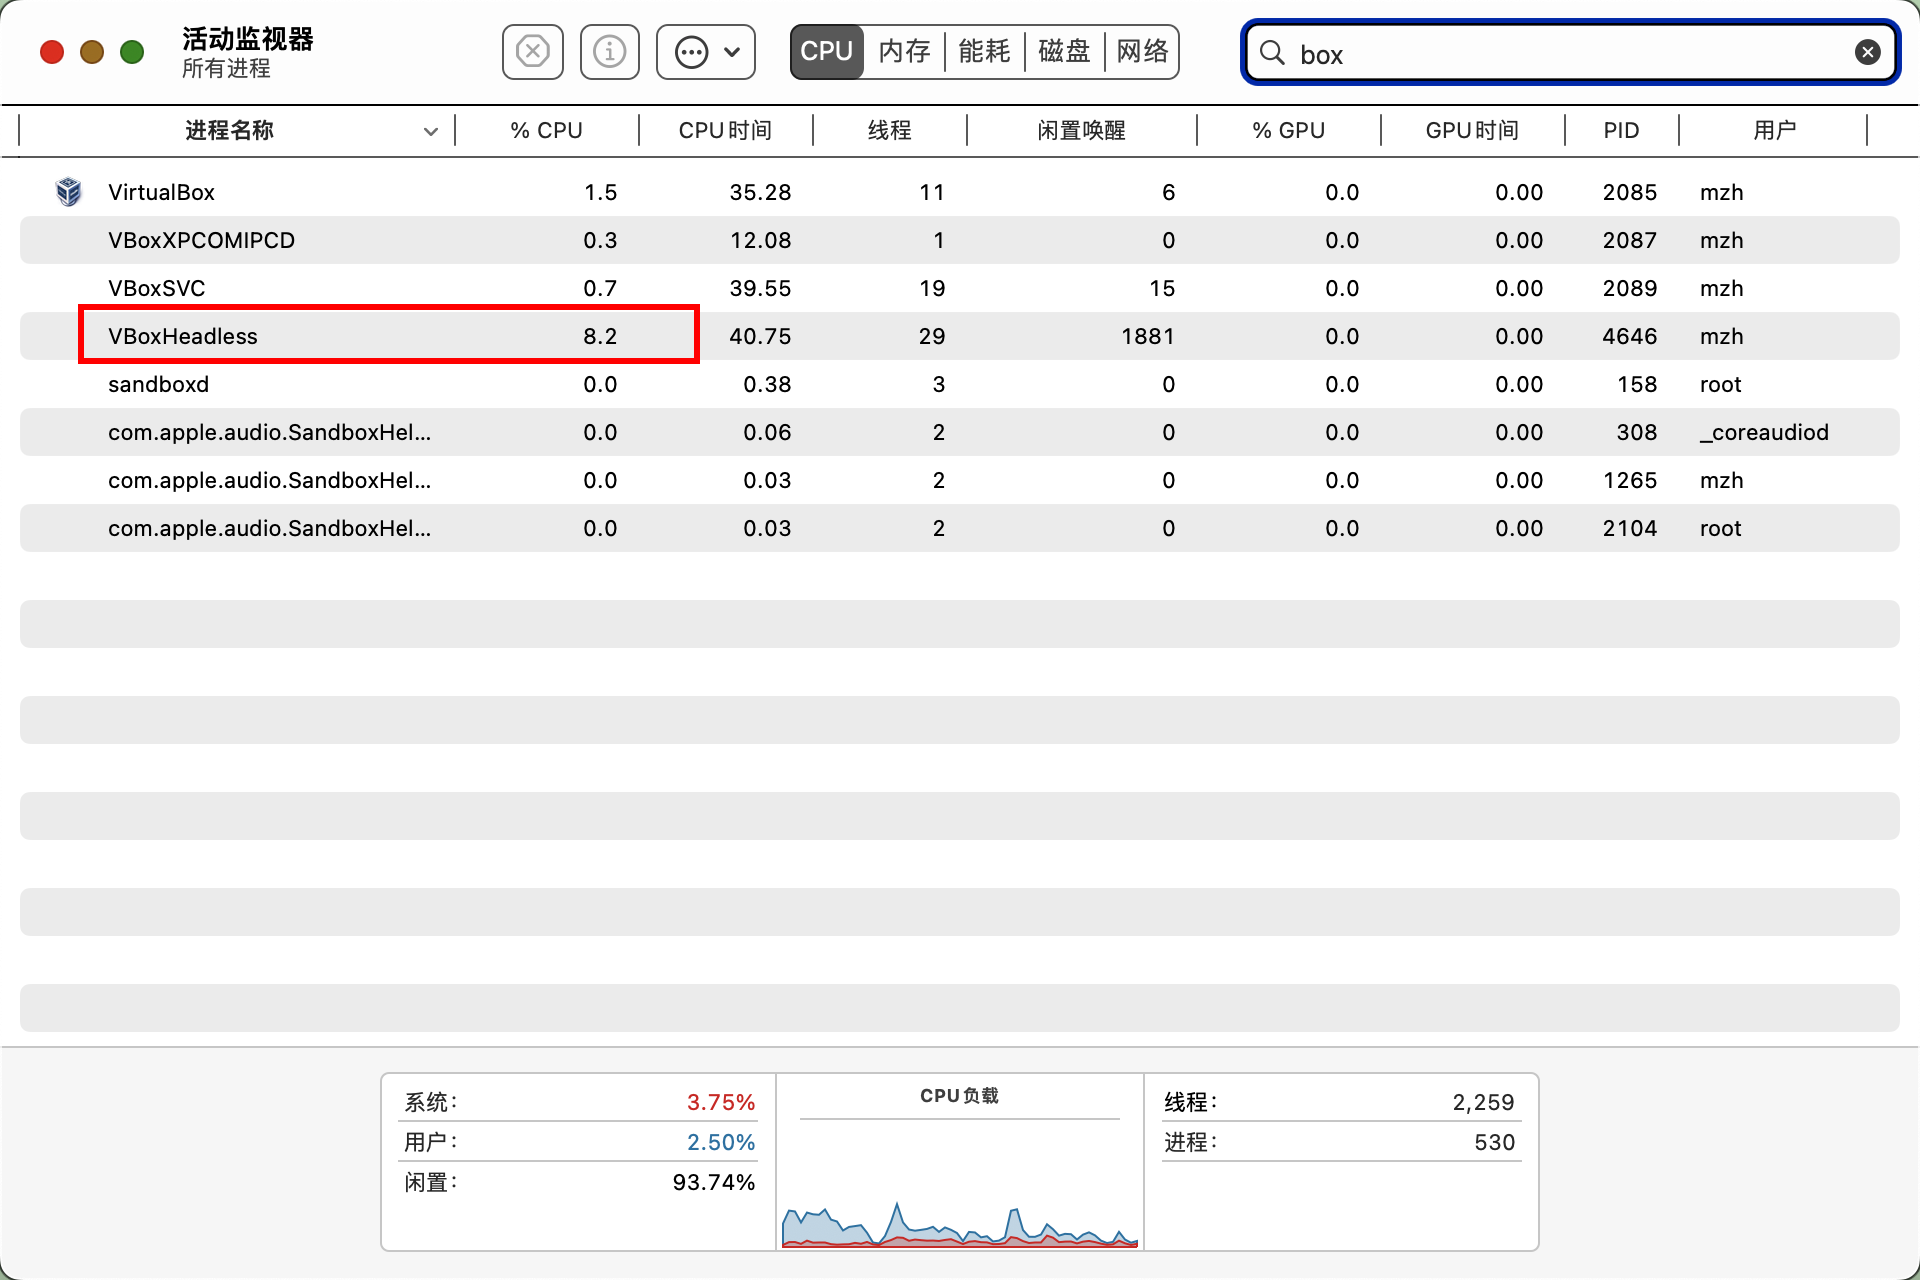 活动监视器
所有进程
CPU 内存 能耗 磁盘 网络
box
进程名称 % CPU CPU时间 线程 闲置唤醒 % GPU GPU时间 PID 用户
VirtualBox 1.5 35.28 11 6 0.0 0.00 2085 mzh
VBoxXPCOMIPCD 0.3 12.08 1 0 0.0 0.00 2087 mzh
VBoxSVC 0.7 39.55 19 15 0.0 0.00 2089 mzh
VBoxHeadless 8.2 40.75 29 1881 0.0 0.00 4646 mzh
sandboxd 0.0 0.38 3 0 0.0 0.00 158 root
com.apple.audio.SandboxHel... 0.0 0.06 2 0 0.0 0.00 308 _coreaudiod
com.apple.audio.SandboxHel... 0.0 0.03 2 0 0.0 0.00 1265 mzh
com.apple.audio.SandboxHel... 0.0 0.03 2 0 0.0 0.00 2104 root
系统: 3.75%
用户: 2.50%
闲置: 93.74%
CPU负载
线程: 2,259
进程: 530